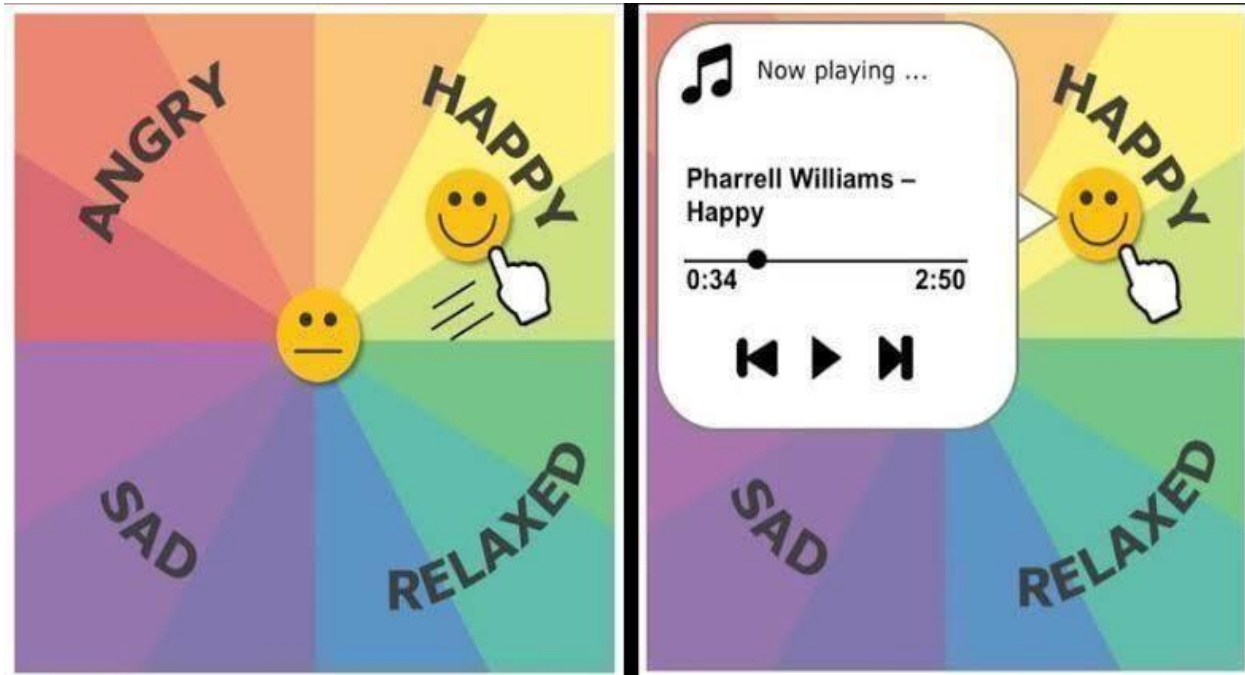 ANGRY
HAPPY
SAD
RELAXED
Now playing ...
Pharrell Williams –
Happy
0:34 2:50
HAPPY
SAD
RELAXED